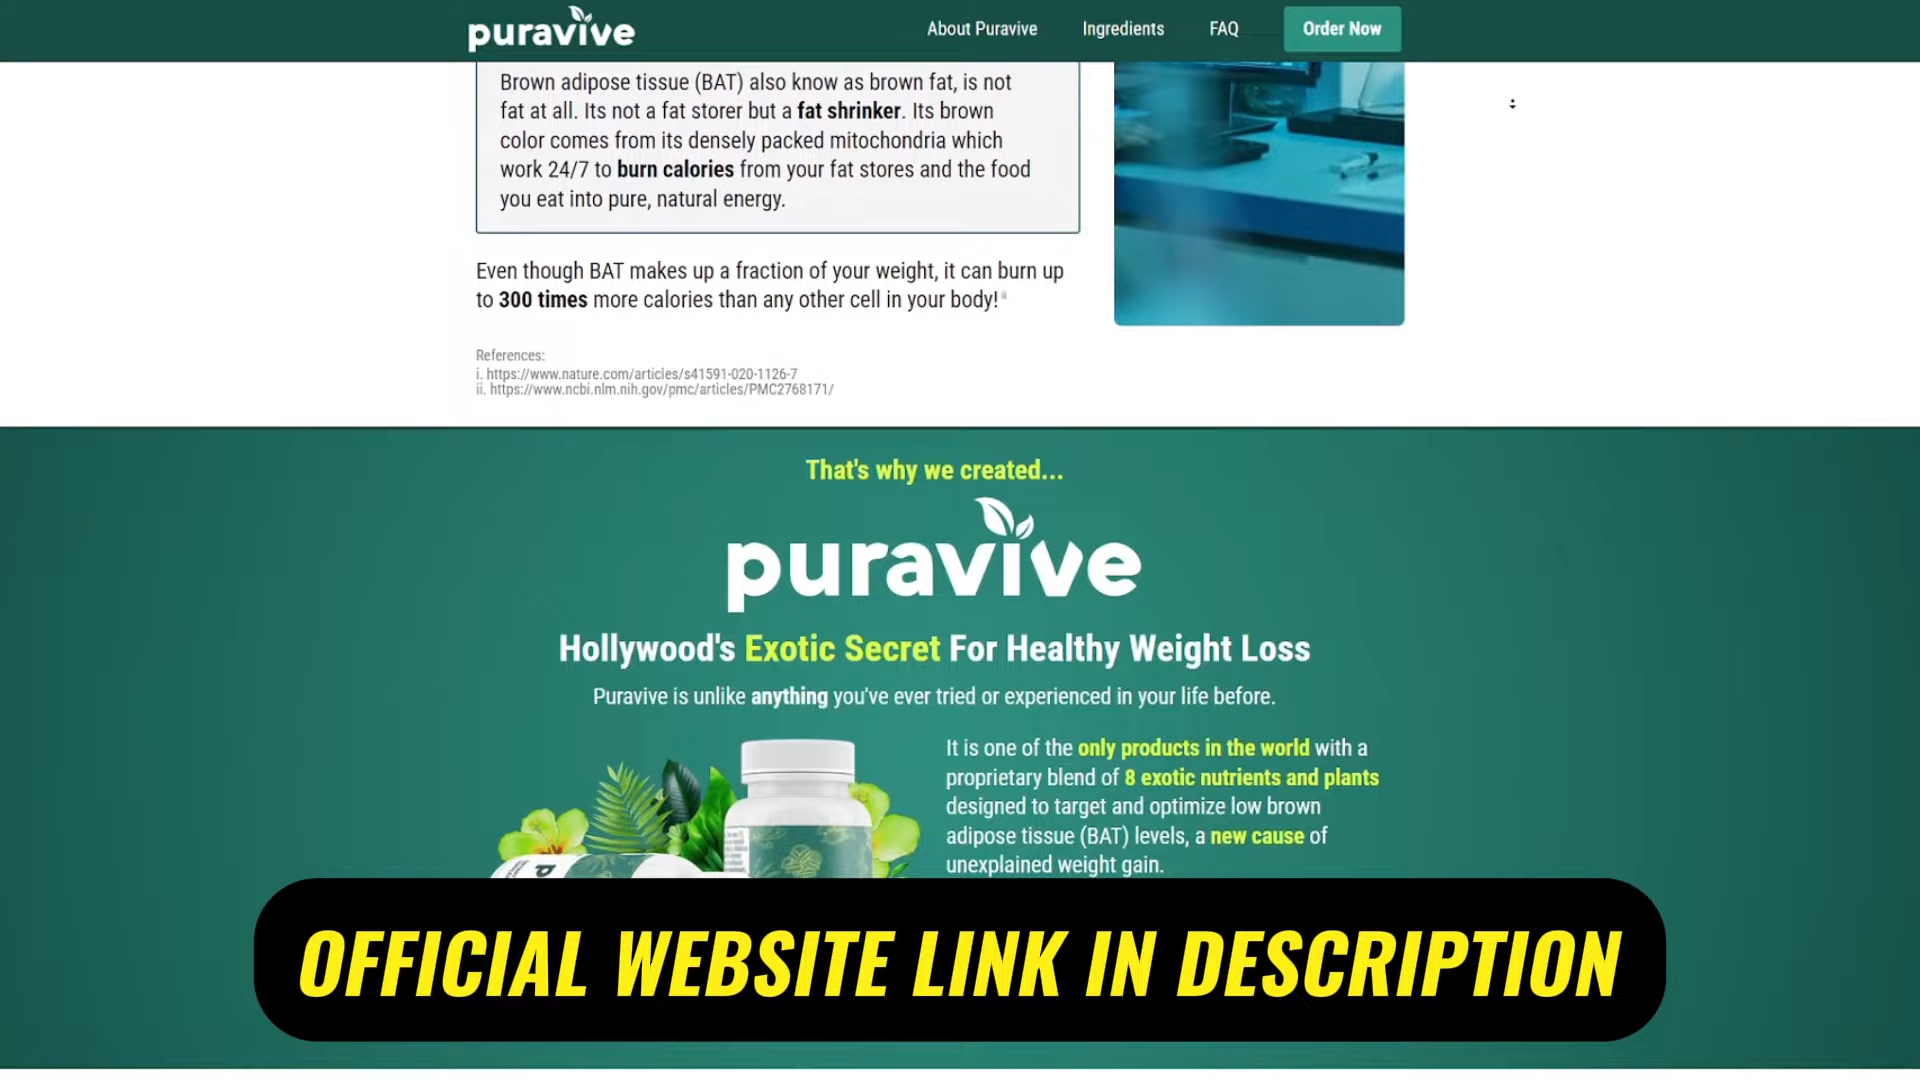 puravive
About Puravive
Ingredients
FAQ
Order Now
Brown adipose tissue (BAT) also know as brown fat, is not
fat at all. Its not a fat storer but a fat shrinker. Its brown
color comes from its densely packed mitochondria which
work 24/7 to burn calories from your fat stores and the food
you eat into pure, natural energy.
Even though BAT makes up a fraction of your weight, it can burn up
to 300 times more calories than any other cell in your body!
References:
i. https://www.nature.com/articles/s41591-020-1126-7
ii. https://www.ncbi.nlm.nih.gov/pmc/articles/PMC2768171/
That's why we created...
puravive
Hollywood's Exotic Secret For Healthy Weight Loss
Puravive is unlike anything you've ever tried or experienced in your life before.
It is one of the only products in the world with a
proprietary blend of 8 exotic nutrients and plants
designed to target and optimize low brown
adipose tissue (BAT) levels, a new cause of
unexplained weight gain.
OFFICIAL WEBSITE LINK IN DESCRIPTION